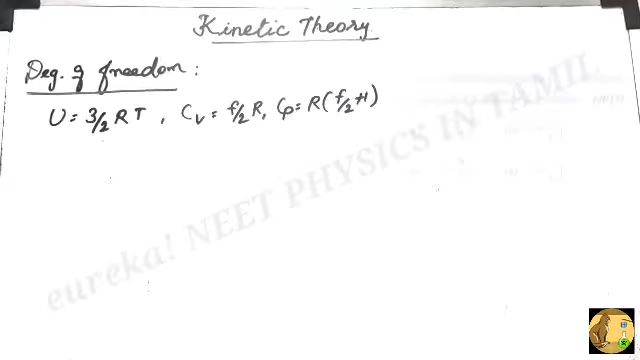 Kinetic Theory
Deg. of freedom :
U = 3/2 RT , Cv = f/2 R, Cp = R(f/2 +1)
eureka! NEET PHYSICS IN TAMIL